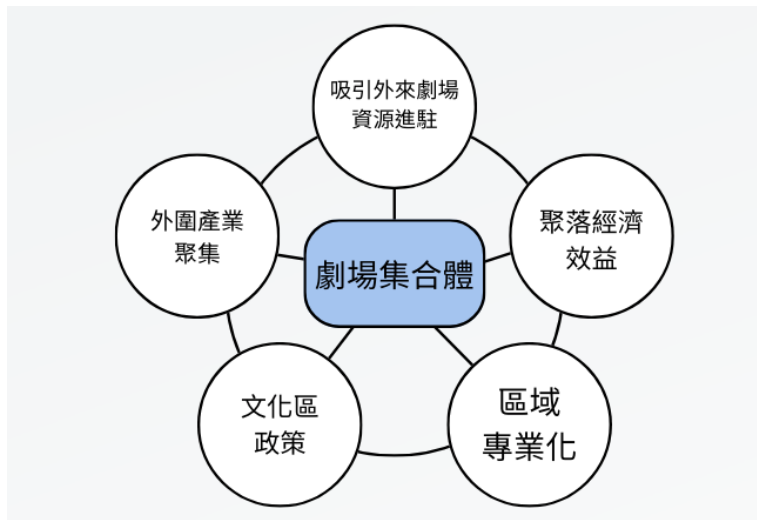 吸引外來劇場
資源進駐
外圍產業
聚集
聚落經濟
效益
劇場集合體
文化區
政策
區域
專業化